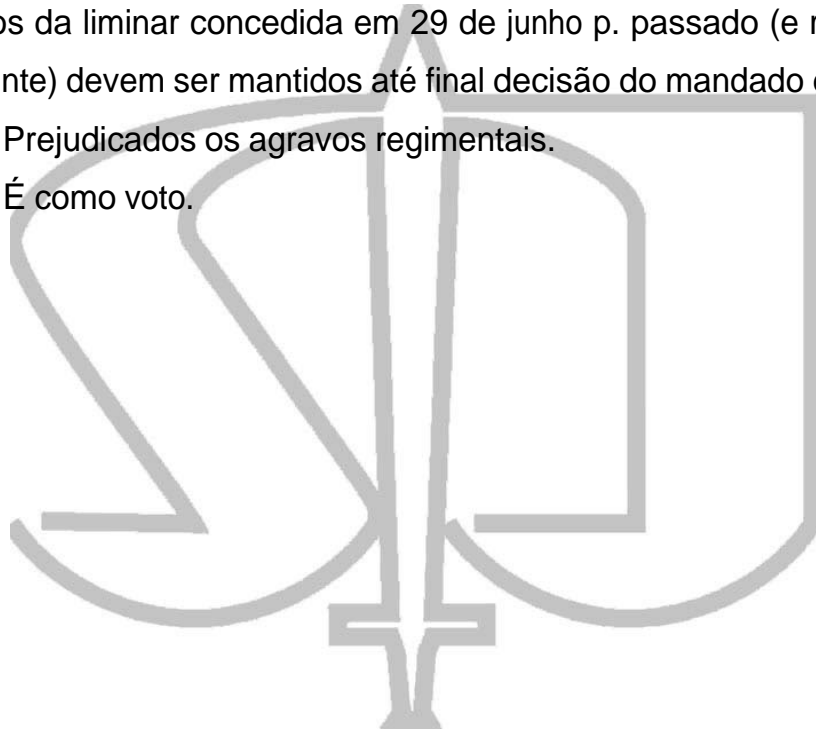 os da liminar concedida em 29 de junho p. passado (e
nte) devem ser mantidos até final decisão do mandado
Prejudicados os agravos regimentais.
É como voto.